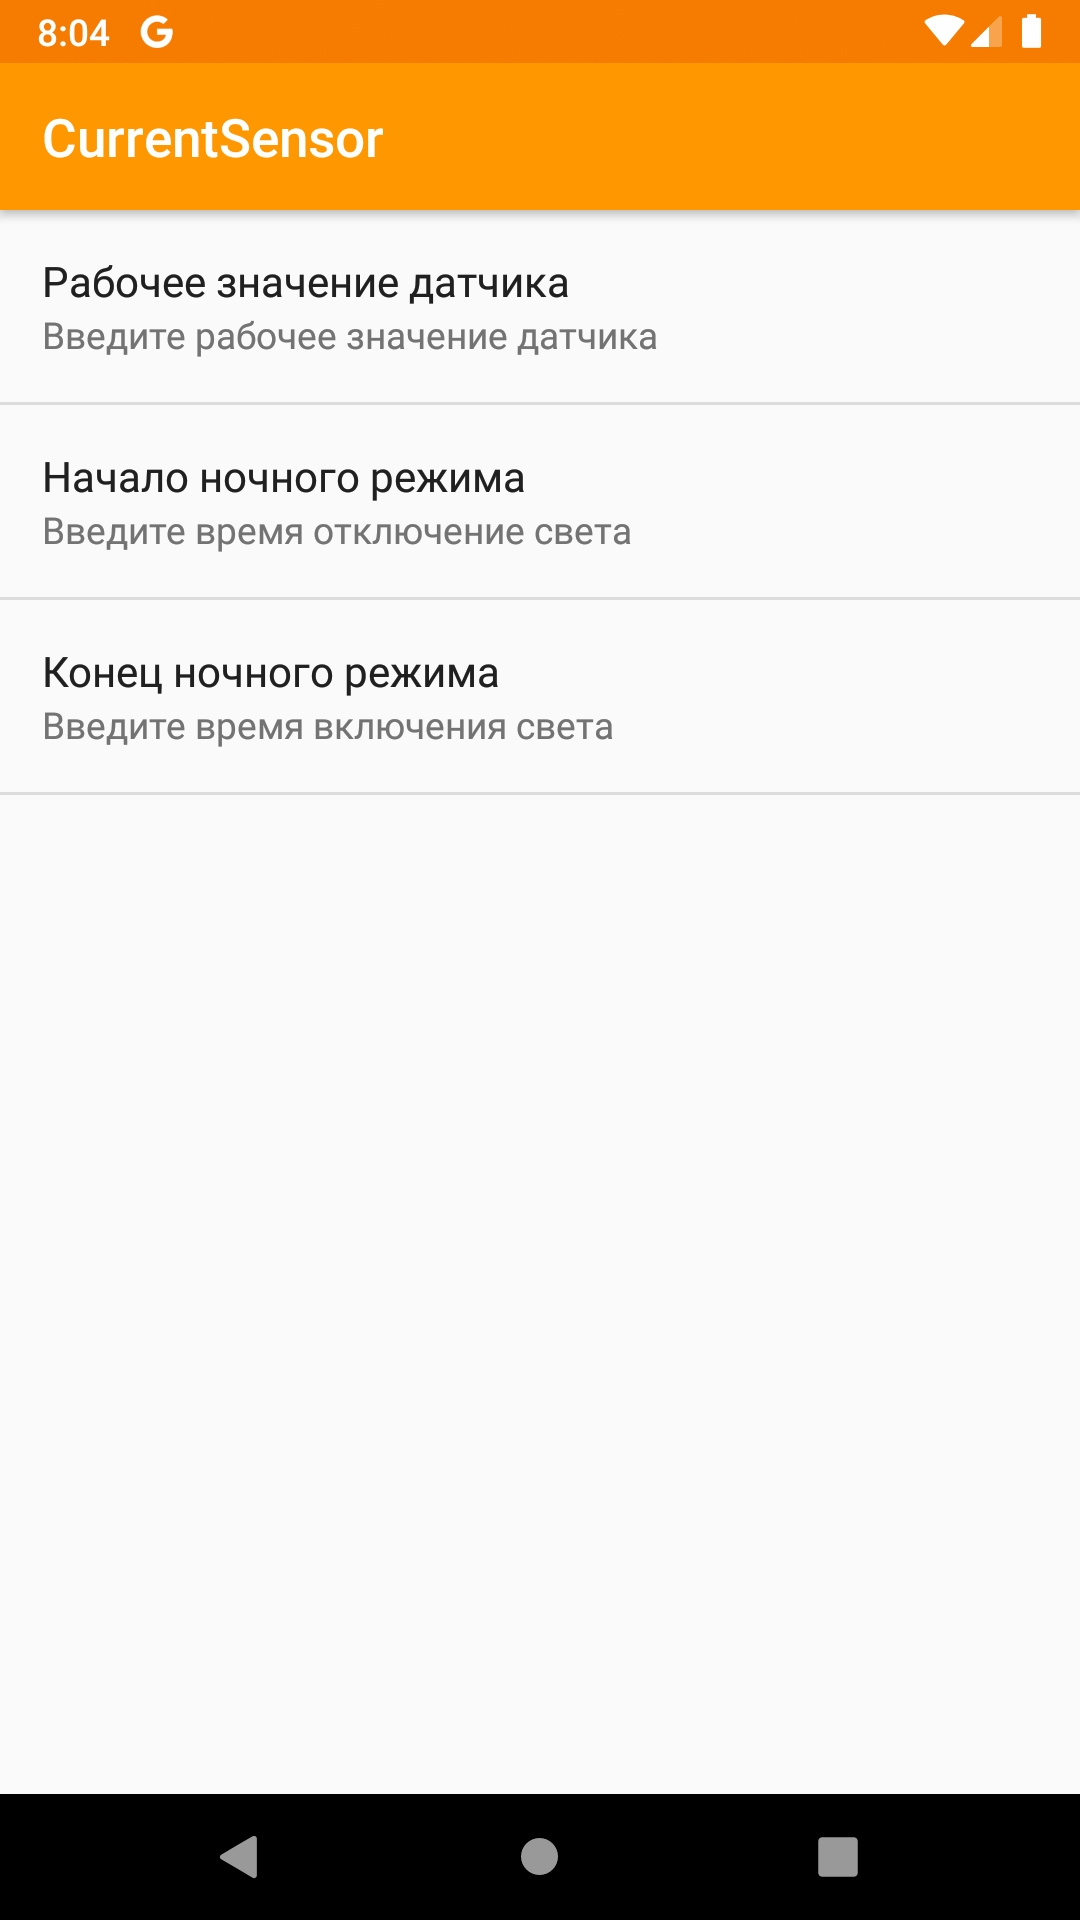 8:04 G
CurrentSensor
Рабочее значение датчика
Введите рабочее значение датчика
Начало ночного режима
Введите время отключение света
Конец ночного режима
Введите время включения света